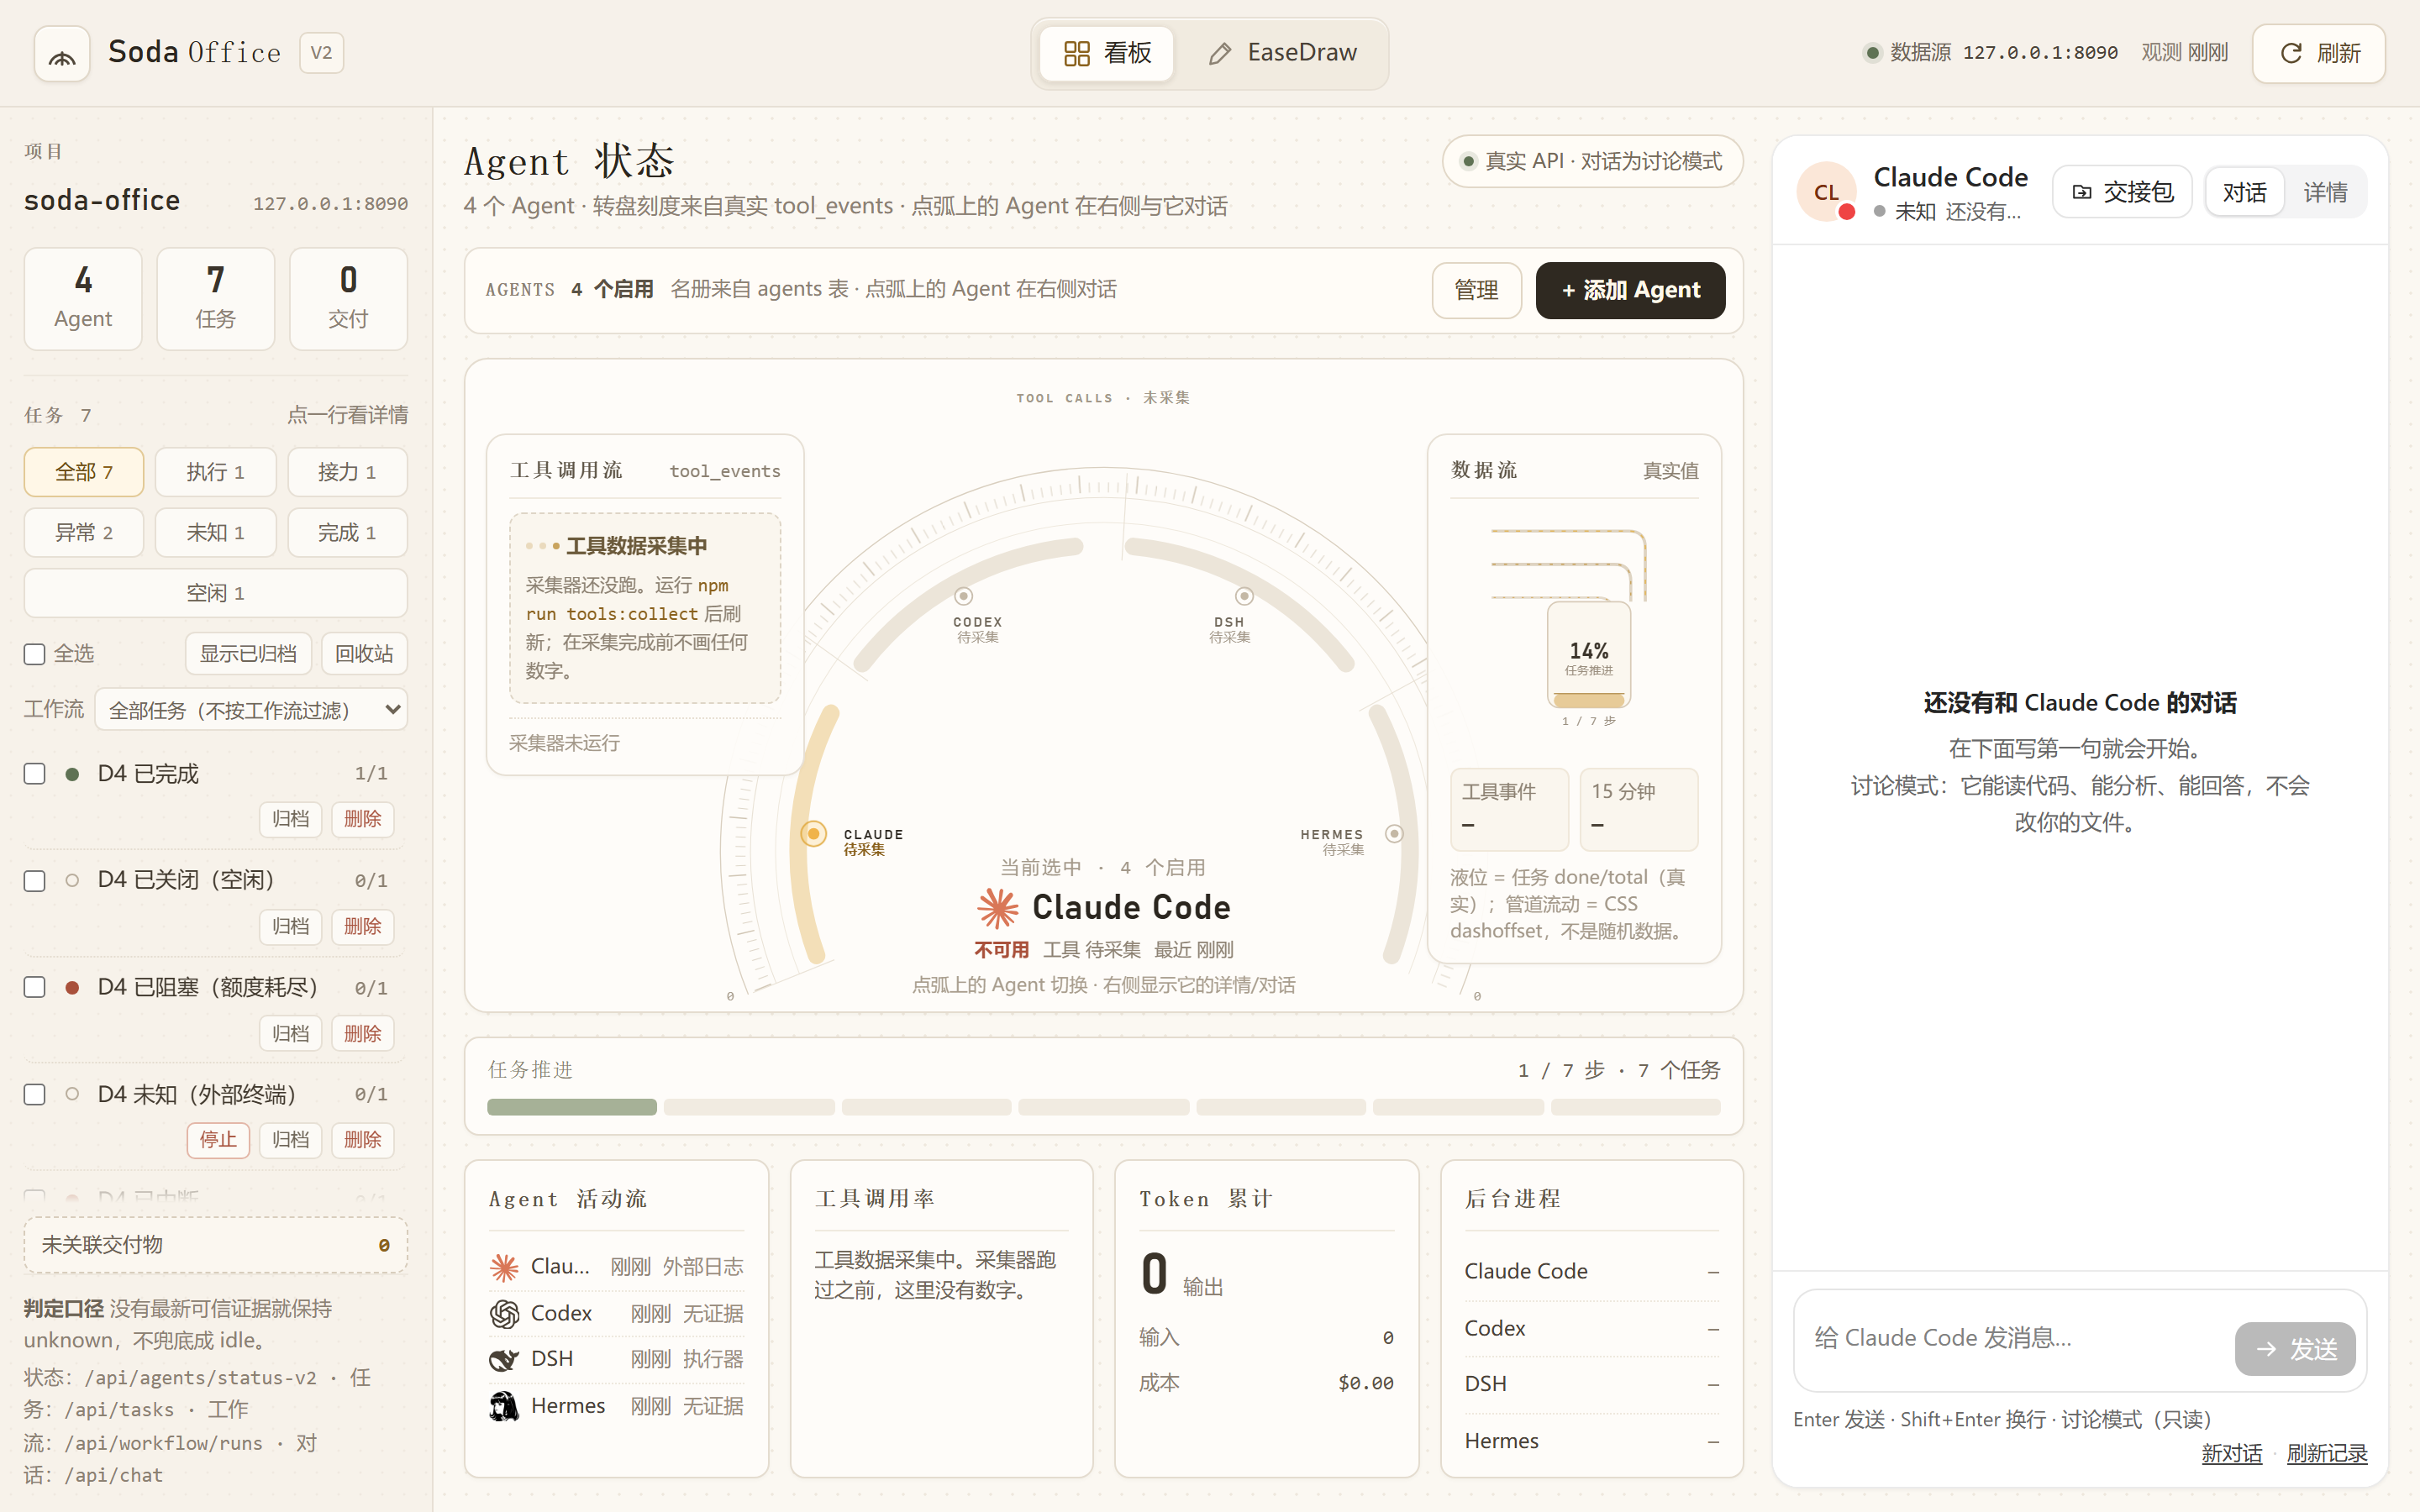 Soda Office V2
看板
EaseDraw
数据源 127.0.0.1:8090 观测 刚刚
刷新
项目
soda-office 127.0.0.1:8090
4 Agent
7 任务
0 交付
任务 7 点一行看详情
全部 7 执行 1 接力 1
异常 2 未知 1 完成 1
空闲 1
全选 显示已归档 回收站
工作流 全部任务（不按工作流过滤）
D4 已完成 1/1
归档 删除
D4 已关闭（空闲） 0/1
归档 删除
D4 已阻塞（额度耗尽） 0/1
归档 删除
D4 未知（外部终端） 0/1
停止 归档 删除
D4 已中断 0/1
未关联交付物 0
判定口径 没有最新可信证据就保持
unknown，不兜底成 idle。
状态：/api/agents/status-v2 · 任
务：/api/tasks · 工作
流：/api/workflow/runs · 对
话：/api/chat
Agent 状态
4 个 Agent · 转盘刻度来自真实 tool_events · 点弧上的 Agent 在右侧与它对话
真实 API · 对话为讨论模式
AGENTS 4 个启用 名册来自 agents 表 · 点弧上的 Agent 在右侧对话
管理
+ 添加 Agent
TOOL CALLS · 未采集
工具调用流 tool_events
工具数据采集中
采集器还没跑。运行 npm
run tools:collect 后刷
新；在采集完成前不画任何
数字。
采集器未运行
CODEX
待采集
DSH
待采集
CLAUDE
待采集
HERMES
待采集
当前选中 · 4 个启用
Claude Code
不可用 工具 待采集 最近 刚刚
点弧上的 Agent 切换 · 右侧显示它的详情/对话
0
0
数据流 真实值
14%
任务推进
1 / 7 步
工具事件
–
15 分钟
–
液位 = 任务 done/total（真
实）；管道流动 = CSS
dashoffset，不是随机数据。
任务推进 1 / 7 步 · 7 个任务
Agent 活动流
Clau... 刚刚 外部日志
Codex 刚刚 无证据
DSH 刚刚 执行器
Hermes 刚刚 无证据
工具调用率
工具数据采集中。采集器跑
过之前，这里没有数字。
Token 累计
0 输出
输入 0
成本 $0.00
后台进程
Claude Code –
Codex –
DSH –
Hermes –
CL
Claude Code
未知 还没有...
交接包
对话
详情
还没有和 Claude Code 的对话
在下面写第一句就会开始。
讨论模式：它能读代码、能分析、能回答，不会
改你的文件。
给 Claude Code 发消息...
发送
Enter 发送 · Shift+Enter 换行 · 讨论模式（只读）
新对话 · 刷新记录